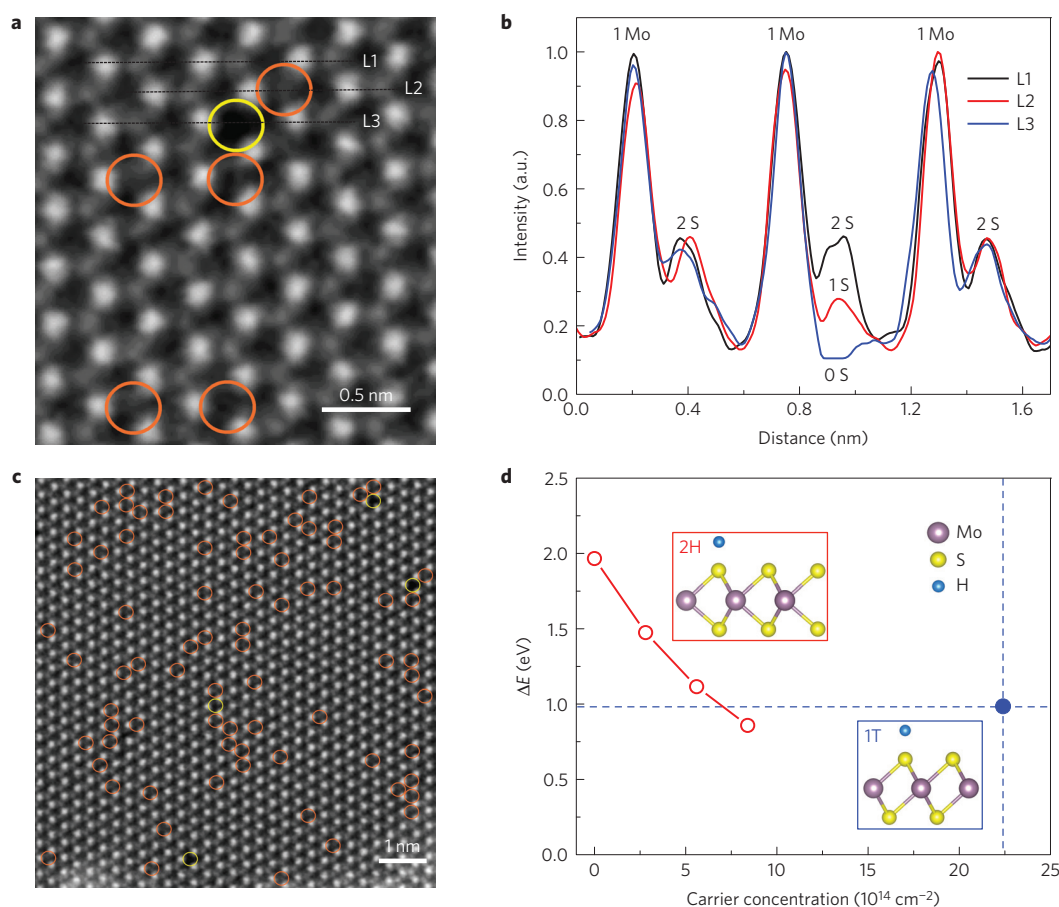 a
L1
L2
L3
0.5 nm
b
1 Mo
1 Mo
1 Mo
L1
L2
L3
2 S
2 S
2 S
1 S
0 S
1.0
0.8
0.6
0.4
0.2
0.0
Intensity (a.u.)
0.0
0.4
0.8
1.2
1.6
Distance (nm)
c
1 nm
d
2.5
2.0
1.5
1.0
0.5
0.0
ΔE (eV)
2H
Mo
S
H
1T
0
5
10
15
20
25
Carrier concentration (10¹⁴ cm⁻²)